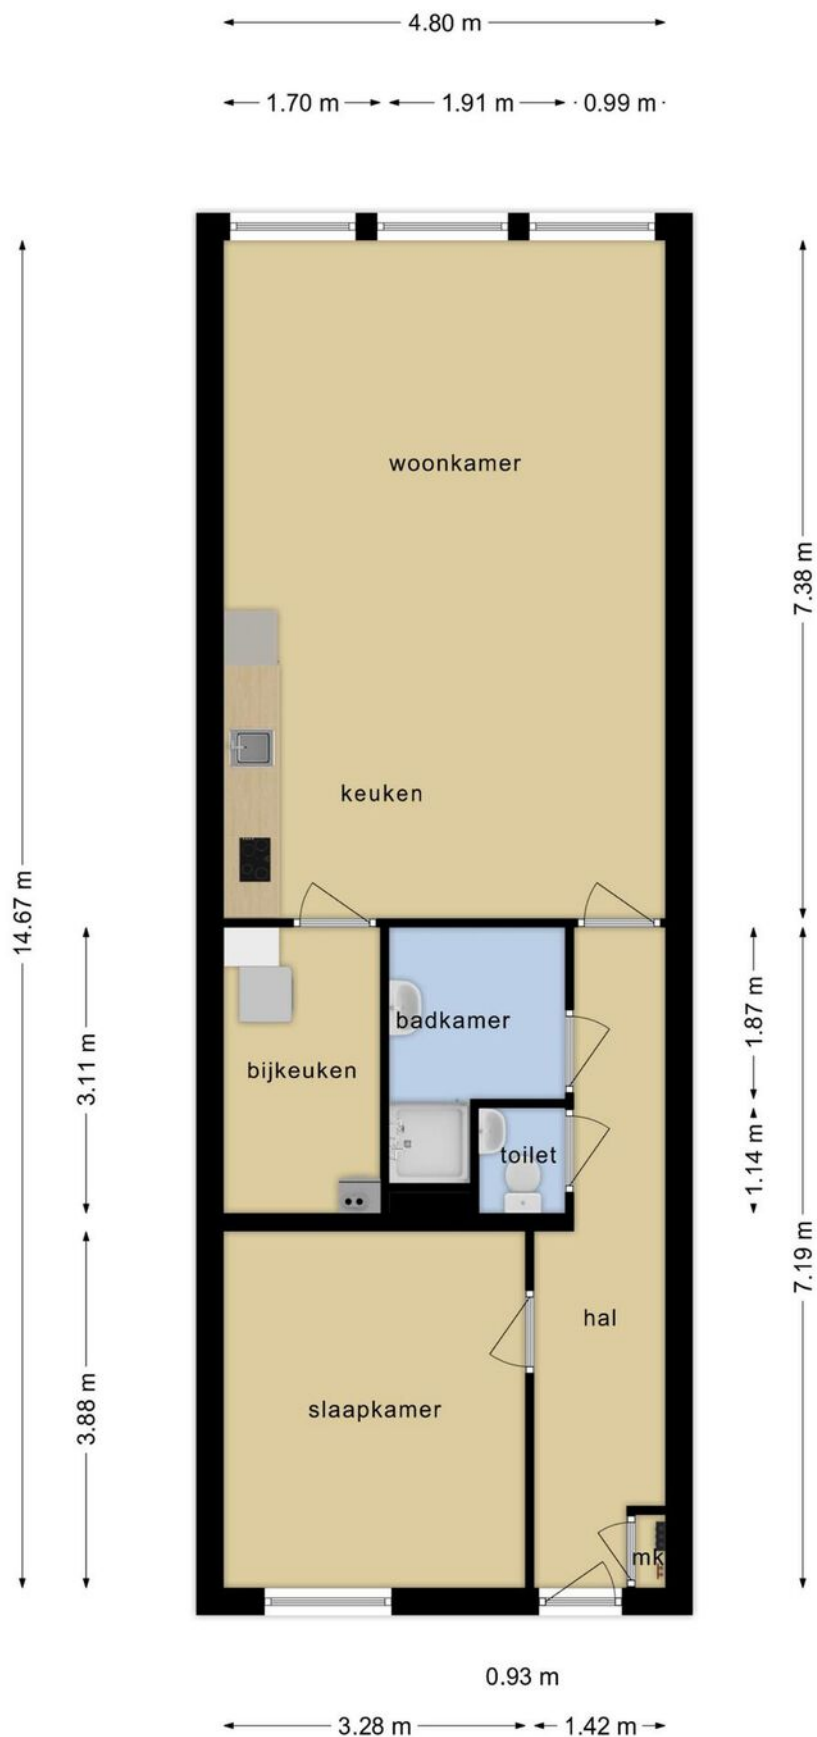 4.80 m
1.70 m
1.91 m
0.99 m
woonkamer
7.38 m
keuken
14.67 m
3.11 m
badkamer
1.87 m
bijkeuken
toilet
1.14 m
7.19 m
hal
3.88 m
slaapkamer
mk
0.93 m
3.28 m
1.42 m